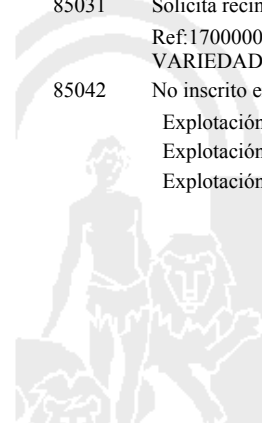 85031 Solicita recin
Ref:1700000
VARIEDAD
85042 No inscrito e
Explotación
Explotación
Explotación